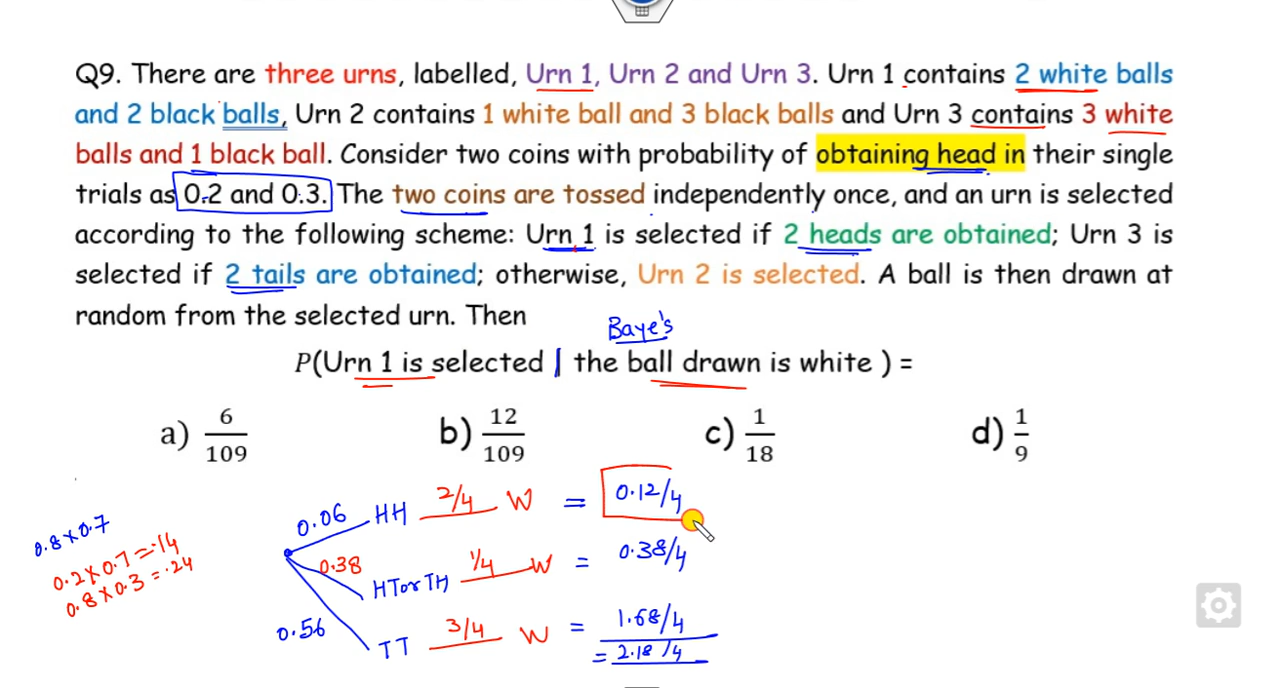 Q9. There are three urns, labelled, Urn 1, Urn 2 and Urn 3. Urn 1 contains 2 white balls
and 2 black balls, Urn 2 contains 1 white ball and 3 black balls and Urn 3 contains 3 white
balls and 1 black ball. Consider two coins with probability of obtaining head in their single
trials as 0.2 and 0.3. The two coins are tossed independently once, and an urn is selected
according to the following scheme: Urn 1 is selected if 2 heads are obtained; Urn 3 is
selected if 2 tails are obtained; otherwise, Urn 2 is selected. A ball is then drawn at
random from the selected urn. Then
Baye's
P(Urn 1 is selected | the ball drawn is white ) =
a) 6/109 b) 12/109 c) 1/18 d) 1/9
0.06 HH 2/4 W = 0.12/4
0.8×0.7
0.2×0.7=.14
0.8×0.3=.24
0.38 HT or TH 1/4 W = 0.38/4
0.56 TT 3/4 W = 1.68/4
= 2.18/4